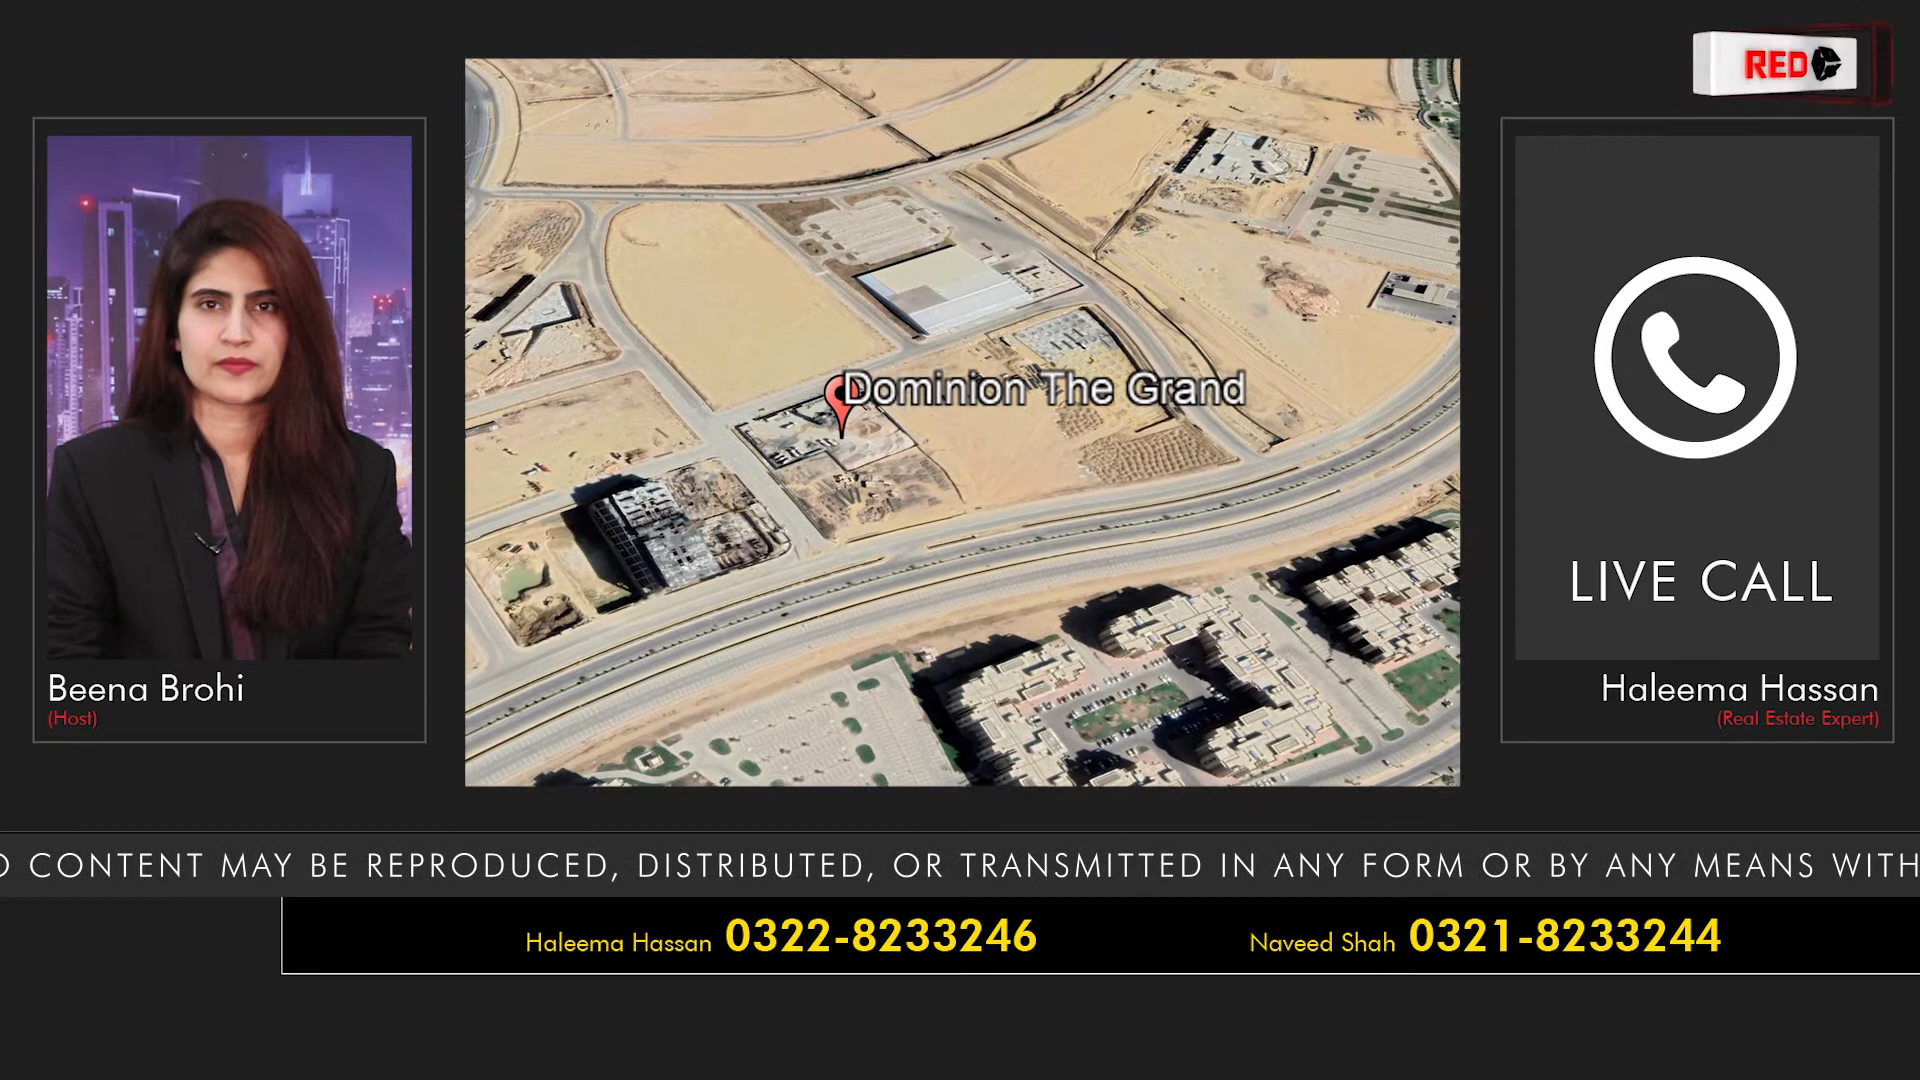 RED
Dominion The Grand
LIVE CALL
Beena Brohi
(Host)
Haleema Hassan
(Real Estate Expert)
CONTENT MAY BE REPRODUCED, DISTRIBUTED, OR TRANSMITTED IN ANY FORM OR BY ANY MEANS WITH
Haleema Hassan 0322-8233246
Naveed Shah 0321-8233244